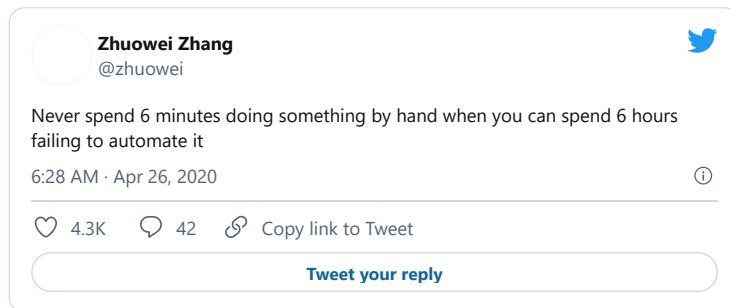 Zhuowei Zhang
@zhuowei
Never spend 6 minutes doing something by hand when you can spend 6 hours
failing to automate it
6:28 AM · Apr 26, 2020
4.3K 42 Copy link to Tweet
Tweet your reply